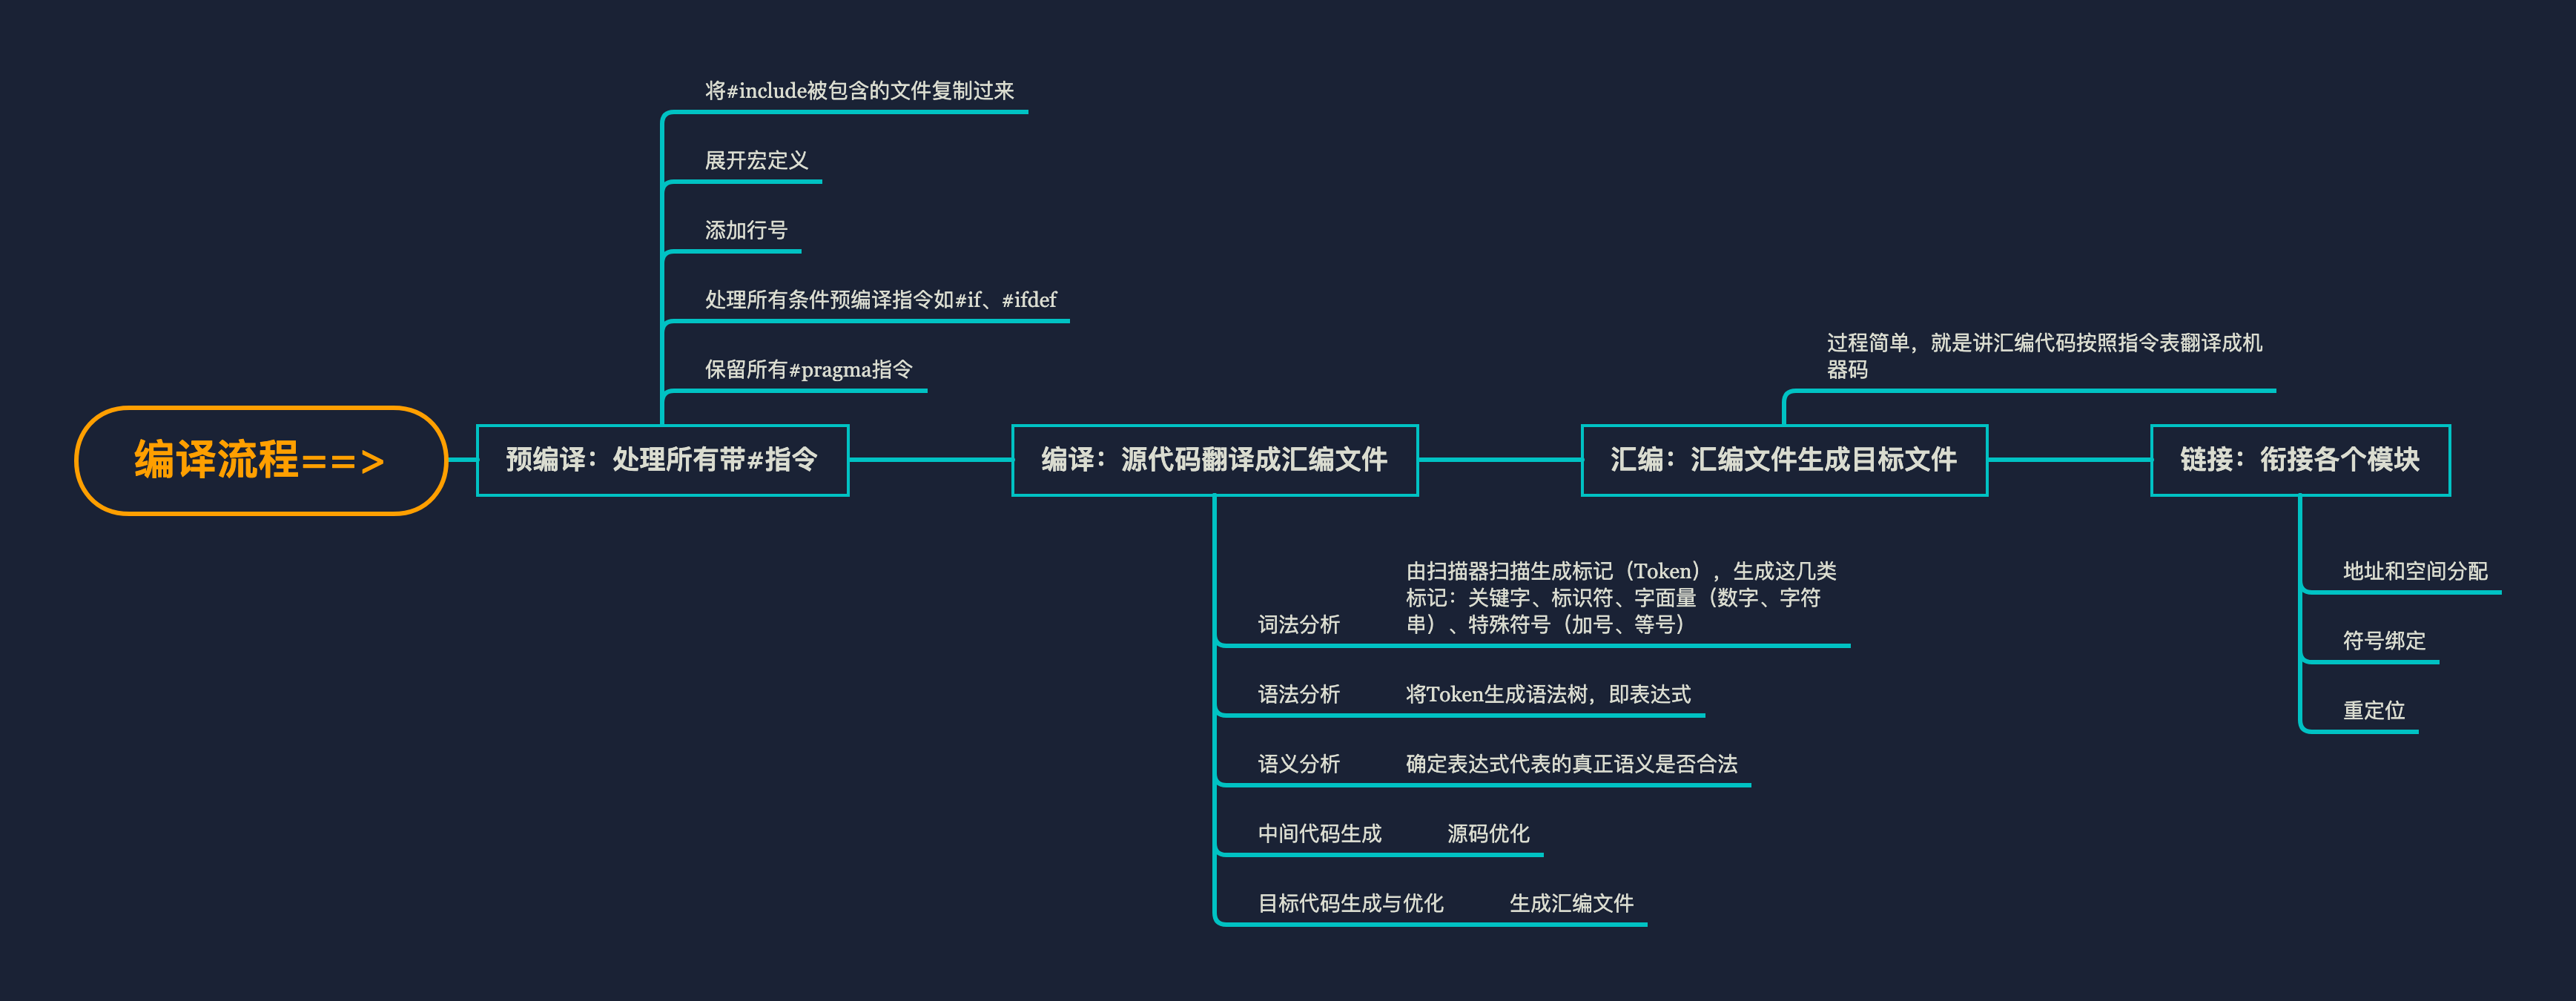 编译流程==>
预编译：处理所有带#指令
将#include被包含的文件复制过来
展开宏定义
添加行号
处理所有条件预编译指令如#if、#ifdef
保留所有#pragma指令
编译：源代码翻译成汇编文件
词法分析
由扫描器扫描生成标记（Token），生成这几类
标记：关键字、标识符、字面量（数字、字符
串）、特殊符号（加号、等号）
语法分析
将Token生成语法树，即表达式
语义分析
确定表达式代表的真正语义是否合法
中间代码生成
源码优化
目标代码生成与优化
生成汇编文件
汇编：汇编文件生成目标文件
过程简单，就是讲汇编代码按照指令表翻译成机
器码
链接：衔接各个模块
地址和空间分配
符号绑定
重定位